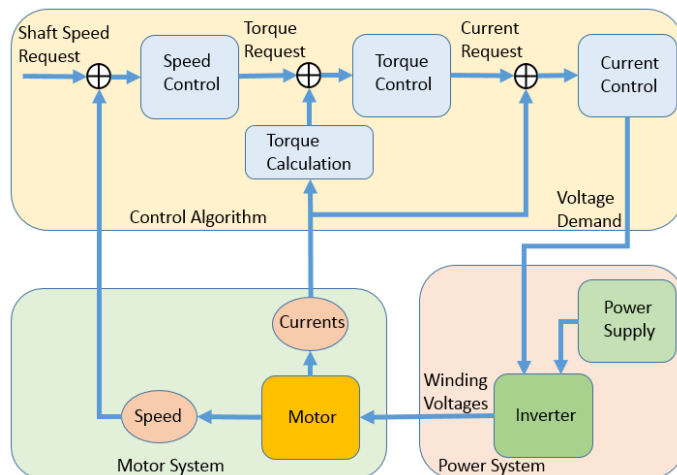 Shaft Speed
Request
Speed
Control
Torque
Request
Torque
Control
Current
Request
Current
Control
Torque
Calculation
Control Algorithm
Voltage
Demand
Currents
Power
Supply
Speed
Motor
Winding
Voltages
Inverter
Motor System
Power System